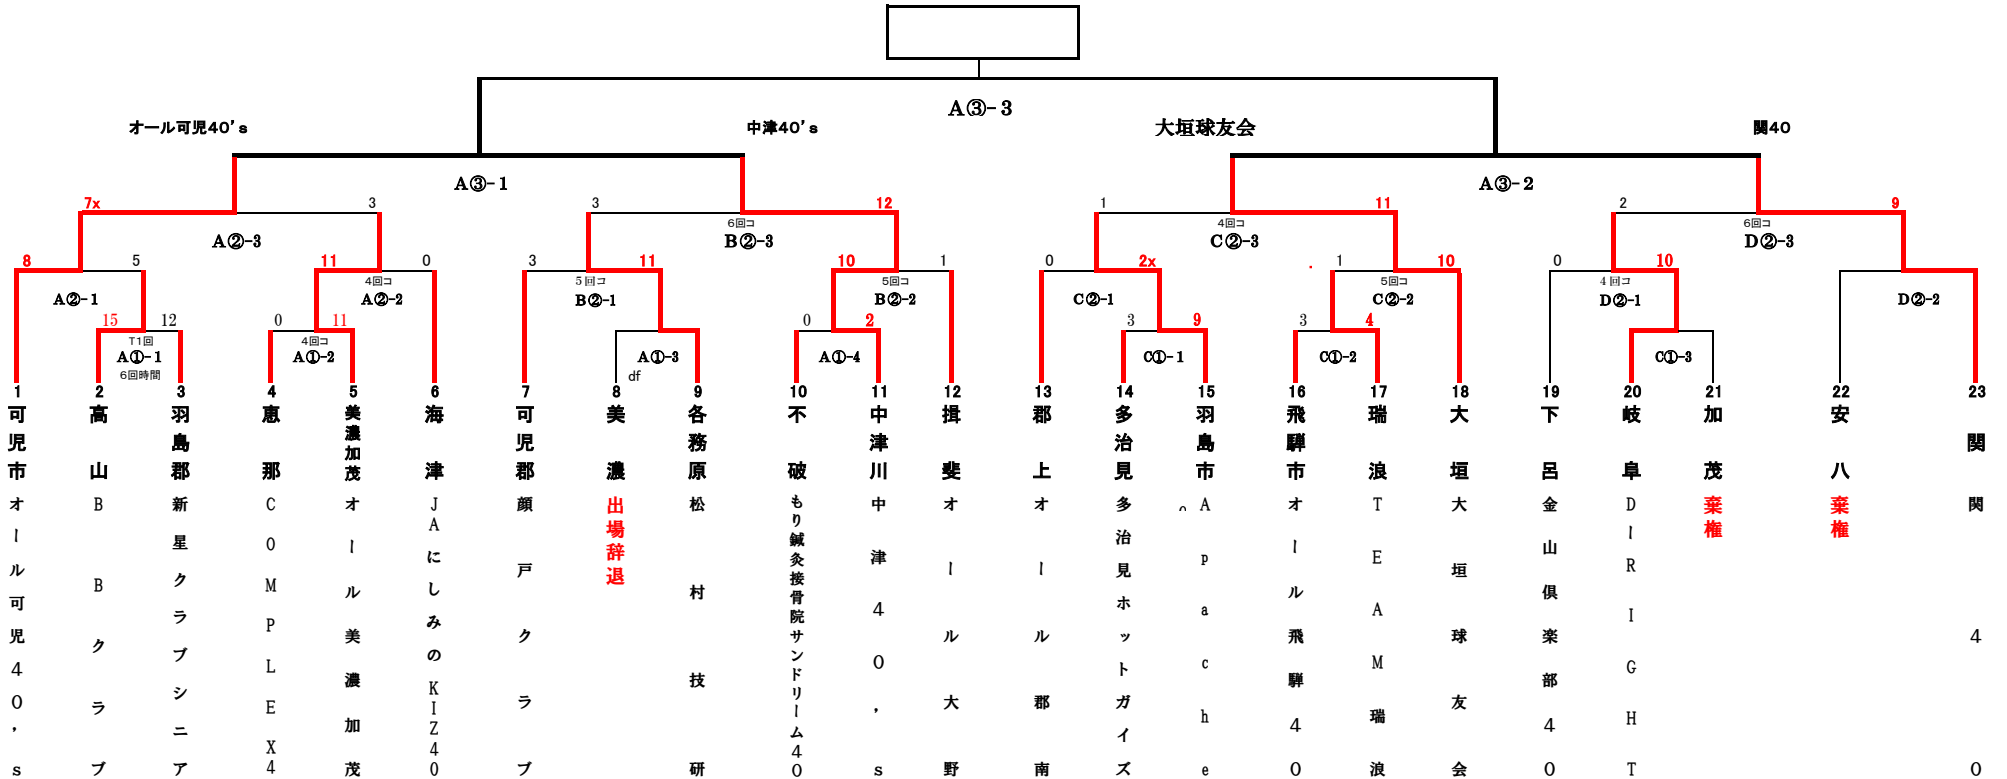 A③-3
オール可児40’s
中津40’s
大垣球友会
関40
A③-1
A③-2
7x
3
3
12
1
11
2
9
6回コ
4回コ
6回コ
A②-3
B②-3
C②-3
D②-3
8
5
11
0
3
11
10
1
0
2x
1
10
0
10
4回コ
5回コ
5回コ
5回コ
4回コ
A②-1
A②-2
B②-1
B②-2
C②-1
C②-2
D②-1
D②-2
15
12
0
11
0
2
3
9
3
4
T1回
4回コ
A①-1
A①-2
A①-3
A①-4
C①-1
C①-2
C①-3
6回時間
df
1 2 3 4 5 6 7 8 9 10 11 12 13 14 15 16 17 18 19 20 21 22 23
可児市
高山
羽島郡
恵那
美濃加茂
海津
可児郡
美濃
各務原
不破
中津川
揖斐
郡上
多治見
羽島市
飛騨市
瑞浪
大垣
下呂
岐阜
加茂
安八
関
オール可児40’s
BBクラブ
新星クラブシニア
COMPLEX4
オール美濃加茂
JAにしみのKIZ40
顔戸クラブ
出場辞退
松村技研
もり鍼灸接骨院サンドリーム40
中津40’s
オール大野
オール郡南
多治見ホットガイズ
Apache
オール飛騨40
TEAM瑞浪
大垣球友会
金山倶楽部40
DIRIGHT
棄権
棄権
関40